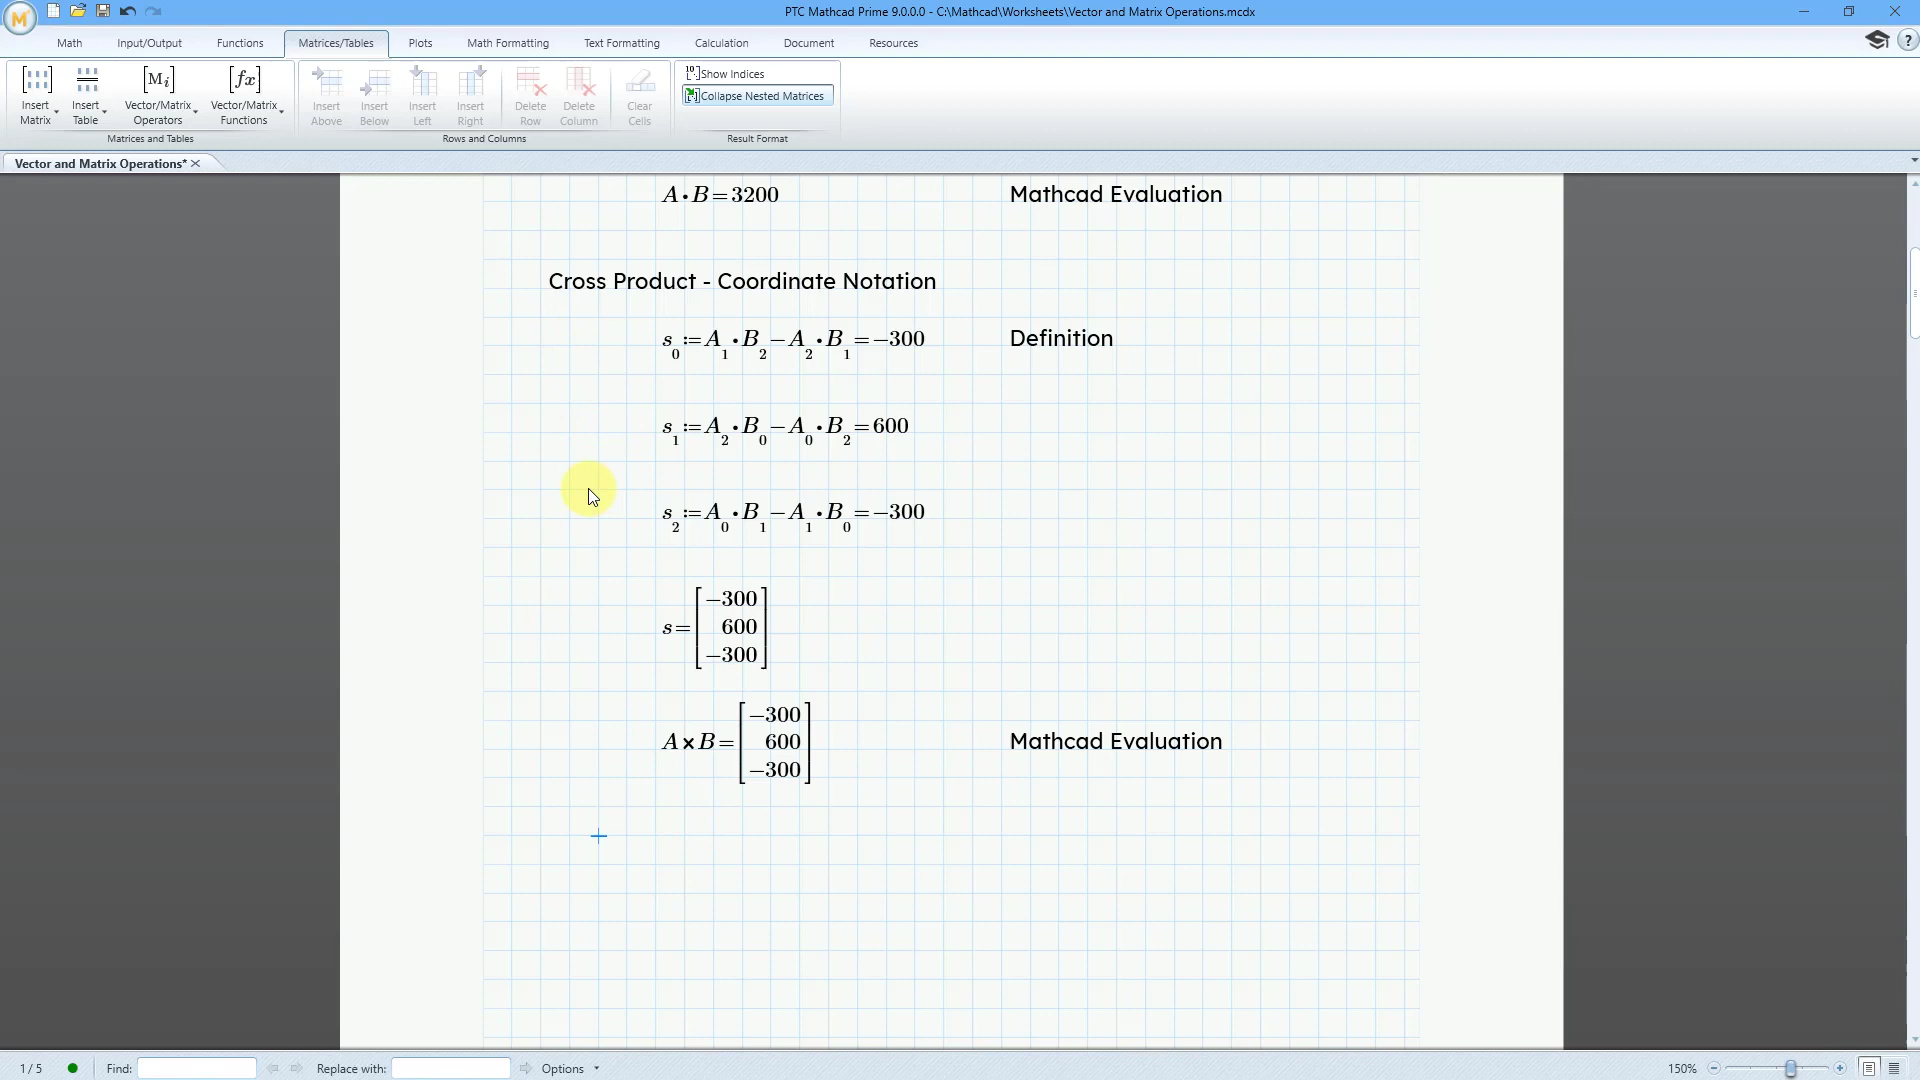 PTC Mathcad Prime 9.0.0.0 - C:\Mathcad\Worksheets\Vector and Matrix Operations.mcdx
Math Input/Output Functions Matrices/Tables Plots Math Formatting Text Formatting Calculation Document Resources
Insert Matrix
Insert Table
Vector/Matrix Operators
Vector/Matrix Functions
Insert Above
Insert Below
Insert Left
Insert Right
Delete Row
Delete Column
Clear Cells
Show Indices
Collapse Nested Matrices
Matrices and Tables
Rows and Columns
Result Format
Vector and Matrix Operations*
A·B=3200 Mathcad Evaluation
Cross Product - Coordinate Notation
s₀:=A₁·B₂−A₂·B₁=−300 Definition
s₁:=A₂·B₀−A₀·B₂=600
s₂:=A₀·B₁−A₁·B₀=−300
s=[−300
600
−300]
A×B=[−300
600
−300] Mathcad Evaluation
1 / 5 Find: Replace with: Options 150%